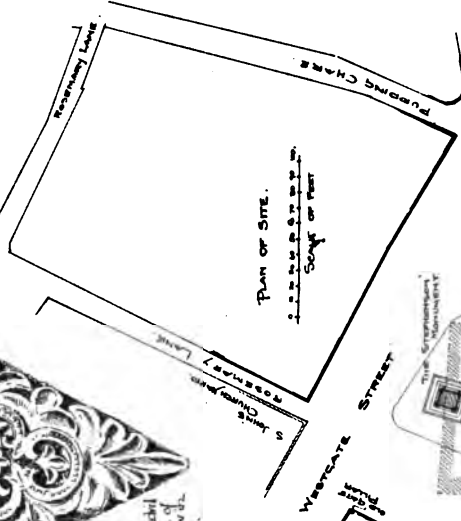 ROSEMARY LANE
PUDDING CHARE
PLAN OF SITE.
SCALE OF FEET
ROSEMARY LANE
S JOHNS
CHURCHYARD
WESTGATE STREET
THE STEPHENSON
MONUMENT
of